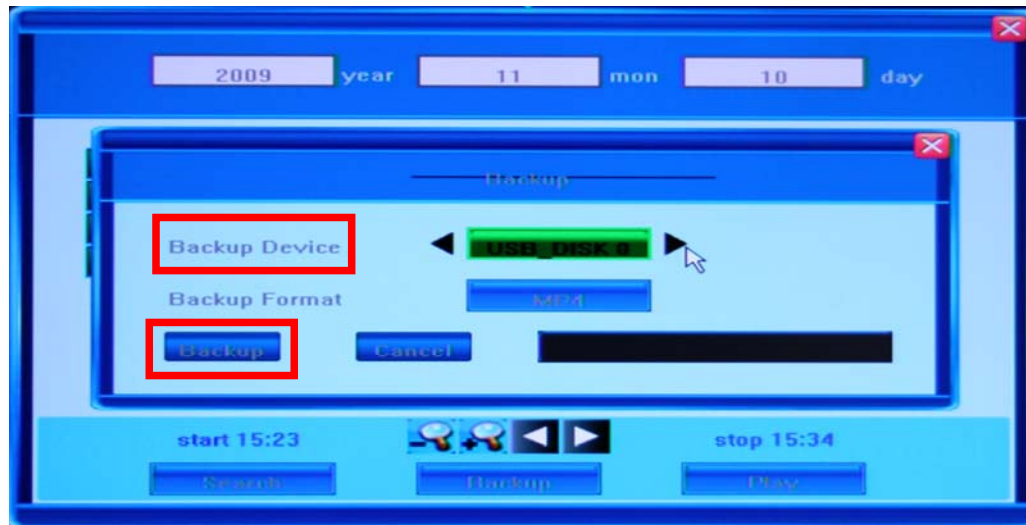 2009 year 11 mon 10 day
Backup
Backup Device USB_DISK 0
Backup Format MP4
Backup Cancel
start 15:23 stop 15:34
Search Backup Play